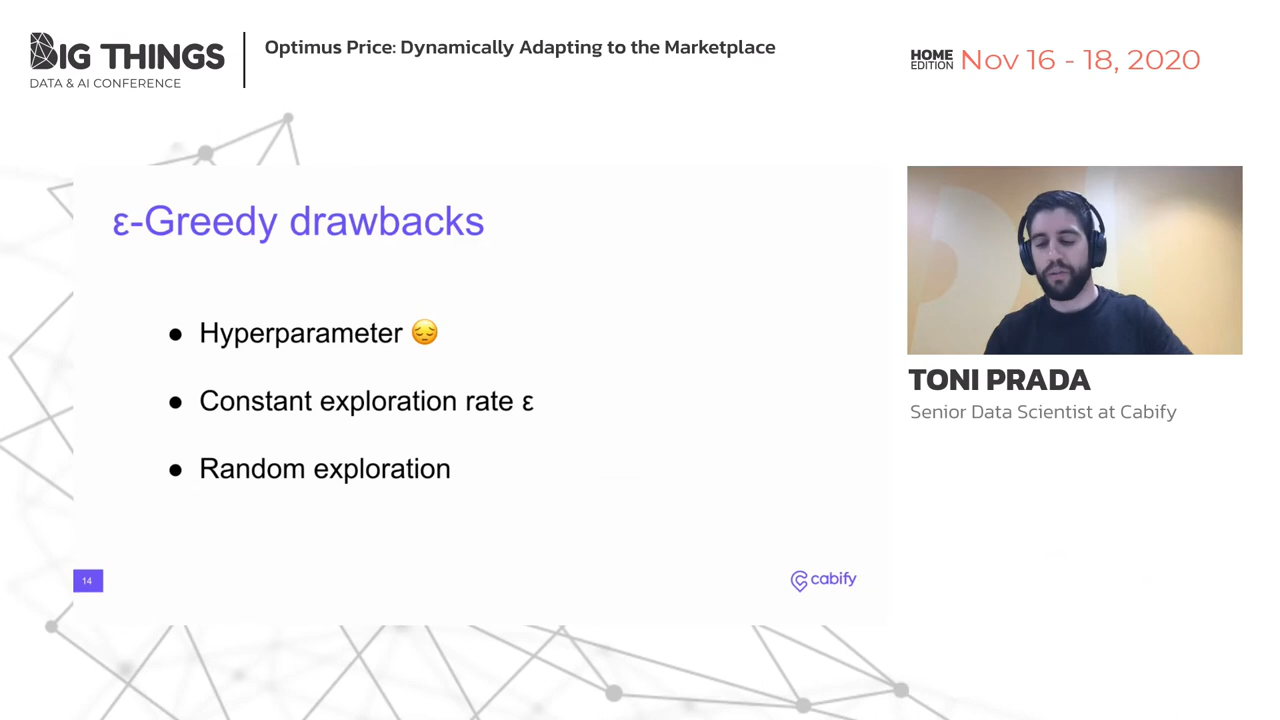 BIG THINGS
DATA & AI CONFERENCE
Optimus Price: Dynamically Adapting to the Marketplace
HOME
EDITION
Nov 16 - 18, 2020
ε-Greedy drawbacks
● Hyperparameter 😔
● Constant exploration rate ε
● Random exploration
14
cabify
TONI PRADA
Senior Data Scientist at Cabify